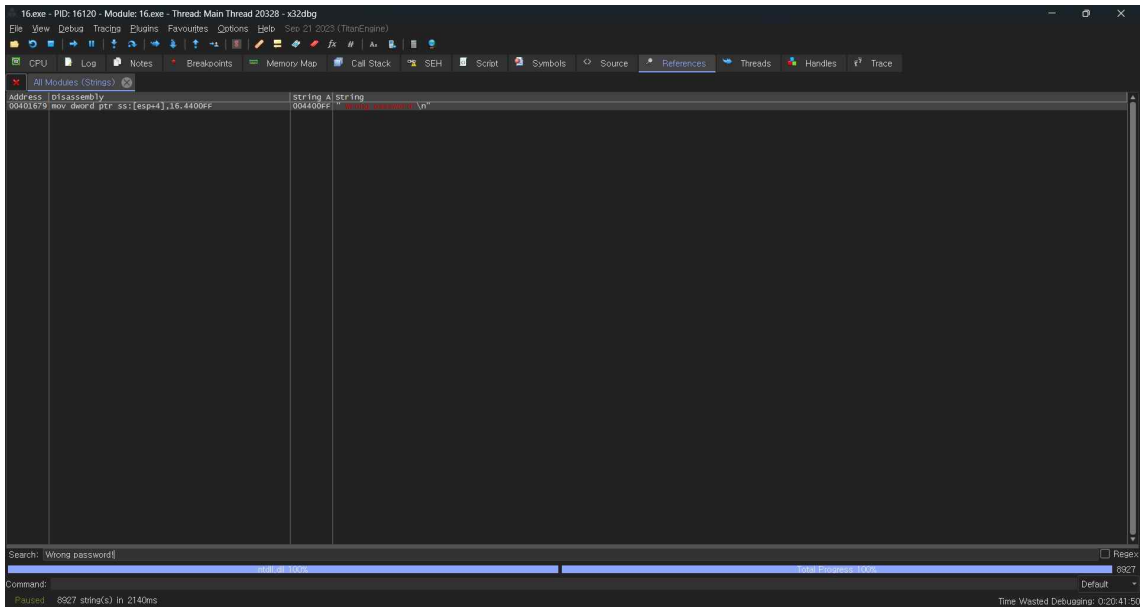 16.exe - PID: 16120 - Module: 16.exe - Thread: Main Thread 20328 - x32dbg
File View Debug Tracing Plugins Favourites Options Help Sep 21 2023 (TitanEngine)
CPU Log Notes Breakpoints Memory Map Call Stack SEH Script Symbols Source References Threads Handles Trace
All Modules (Strings)
Address Disassembly String A String
00401679 mov dword ptr ss:[esp+4],16.4400FF 004400FF " Wrong password! \n"
Search: Wrong password! Regex
ntdll.dll 100% Total Progress 100% 8927
Command: Default
Paused 8927 string(s) in 2140ms Time Wasted Debugging: 0:20:41:50